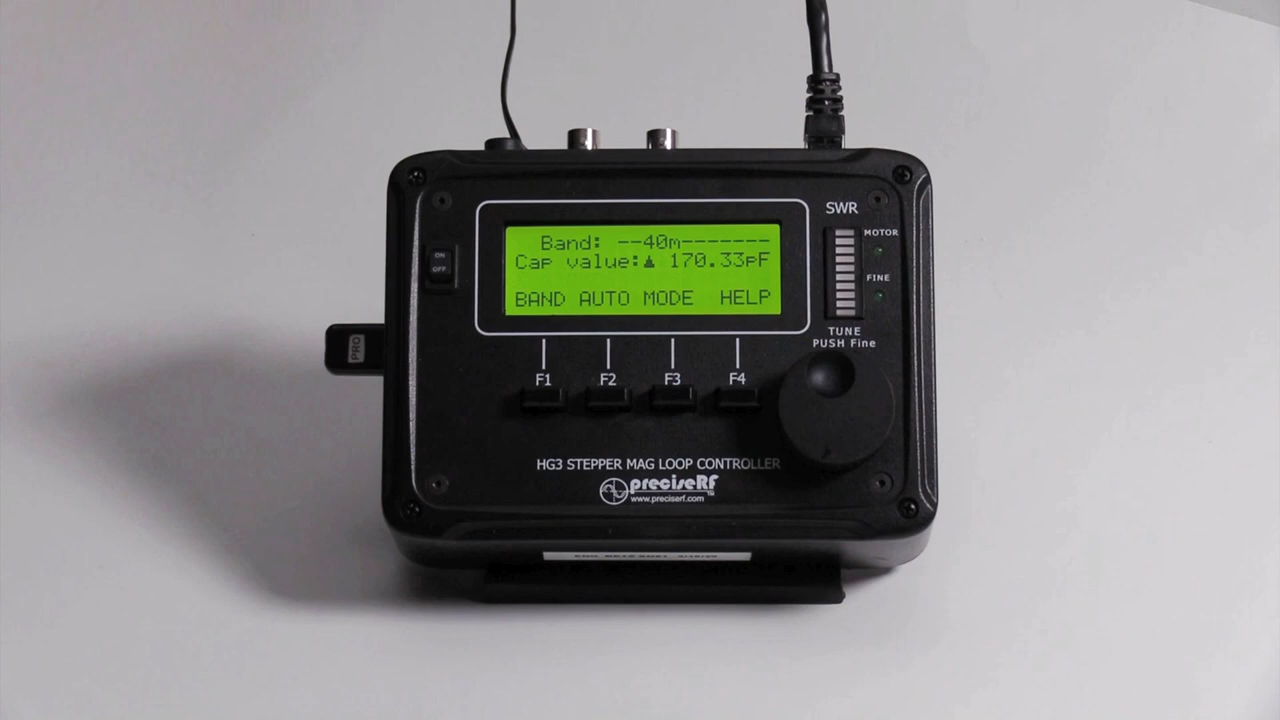 SWR
MOTOR
FINE
ON
OFF
Band: --40m-------
Cap value: 170.33pF
BAND AUTO MODE HELP
TUNE
PUSH Fine
PRO
F1 F2 F3 F4
HG3 STEPPER MAG LOOP CONTROLLER
preciseRF™
www.preciserf.com